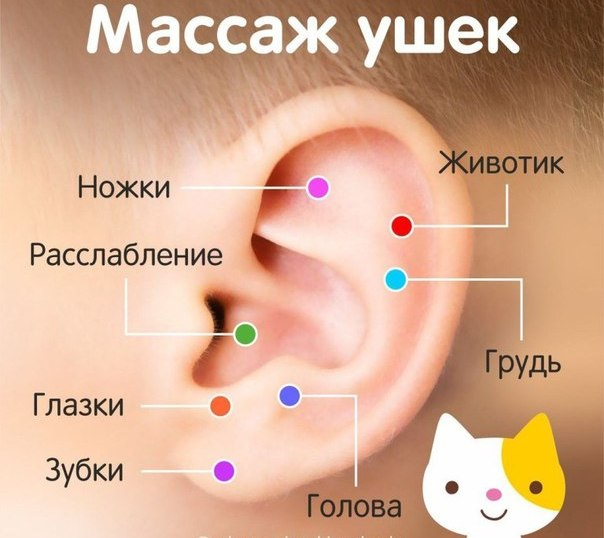 Массаж ушек
Животик
Ножки
Расслабление
Грудь
Глазки
Зубки
Голова